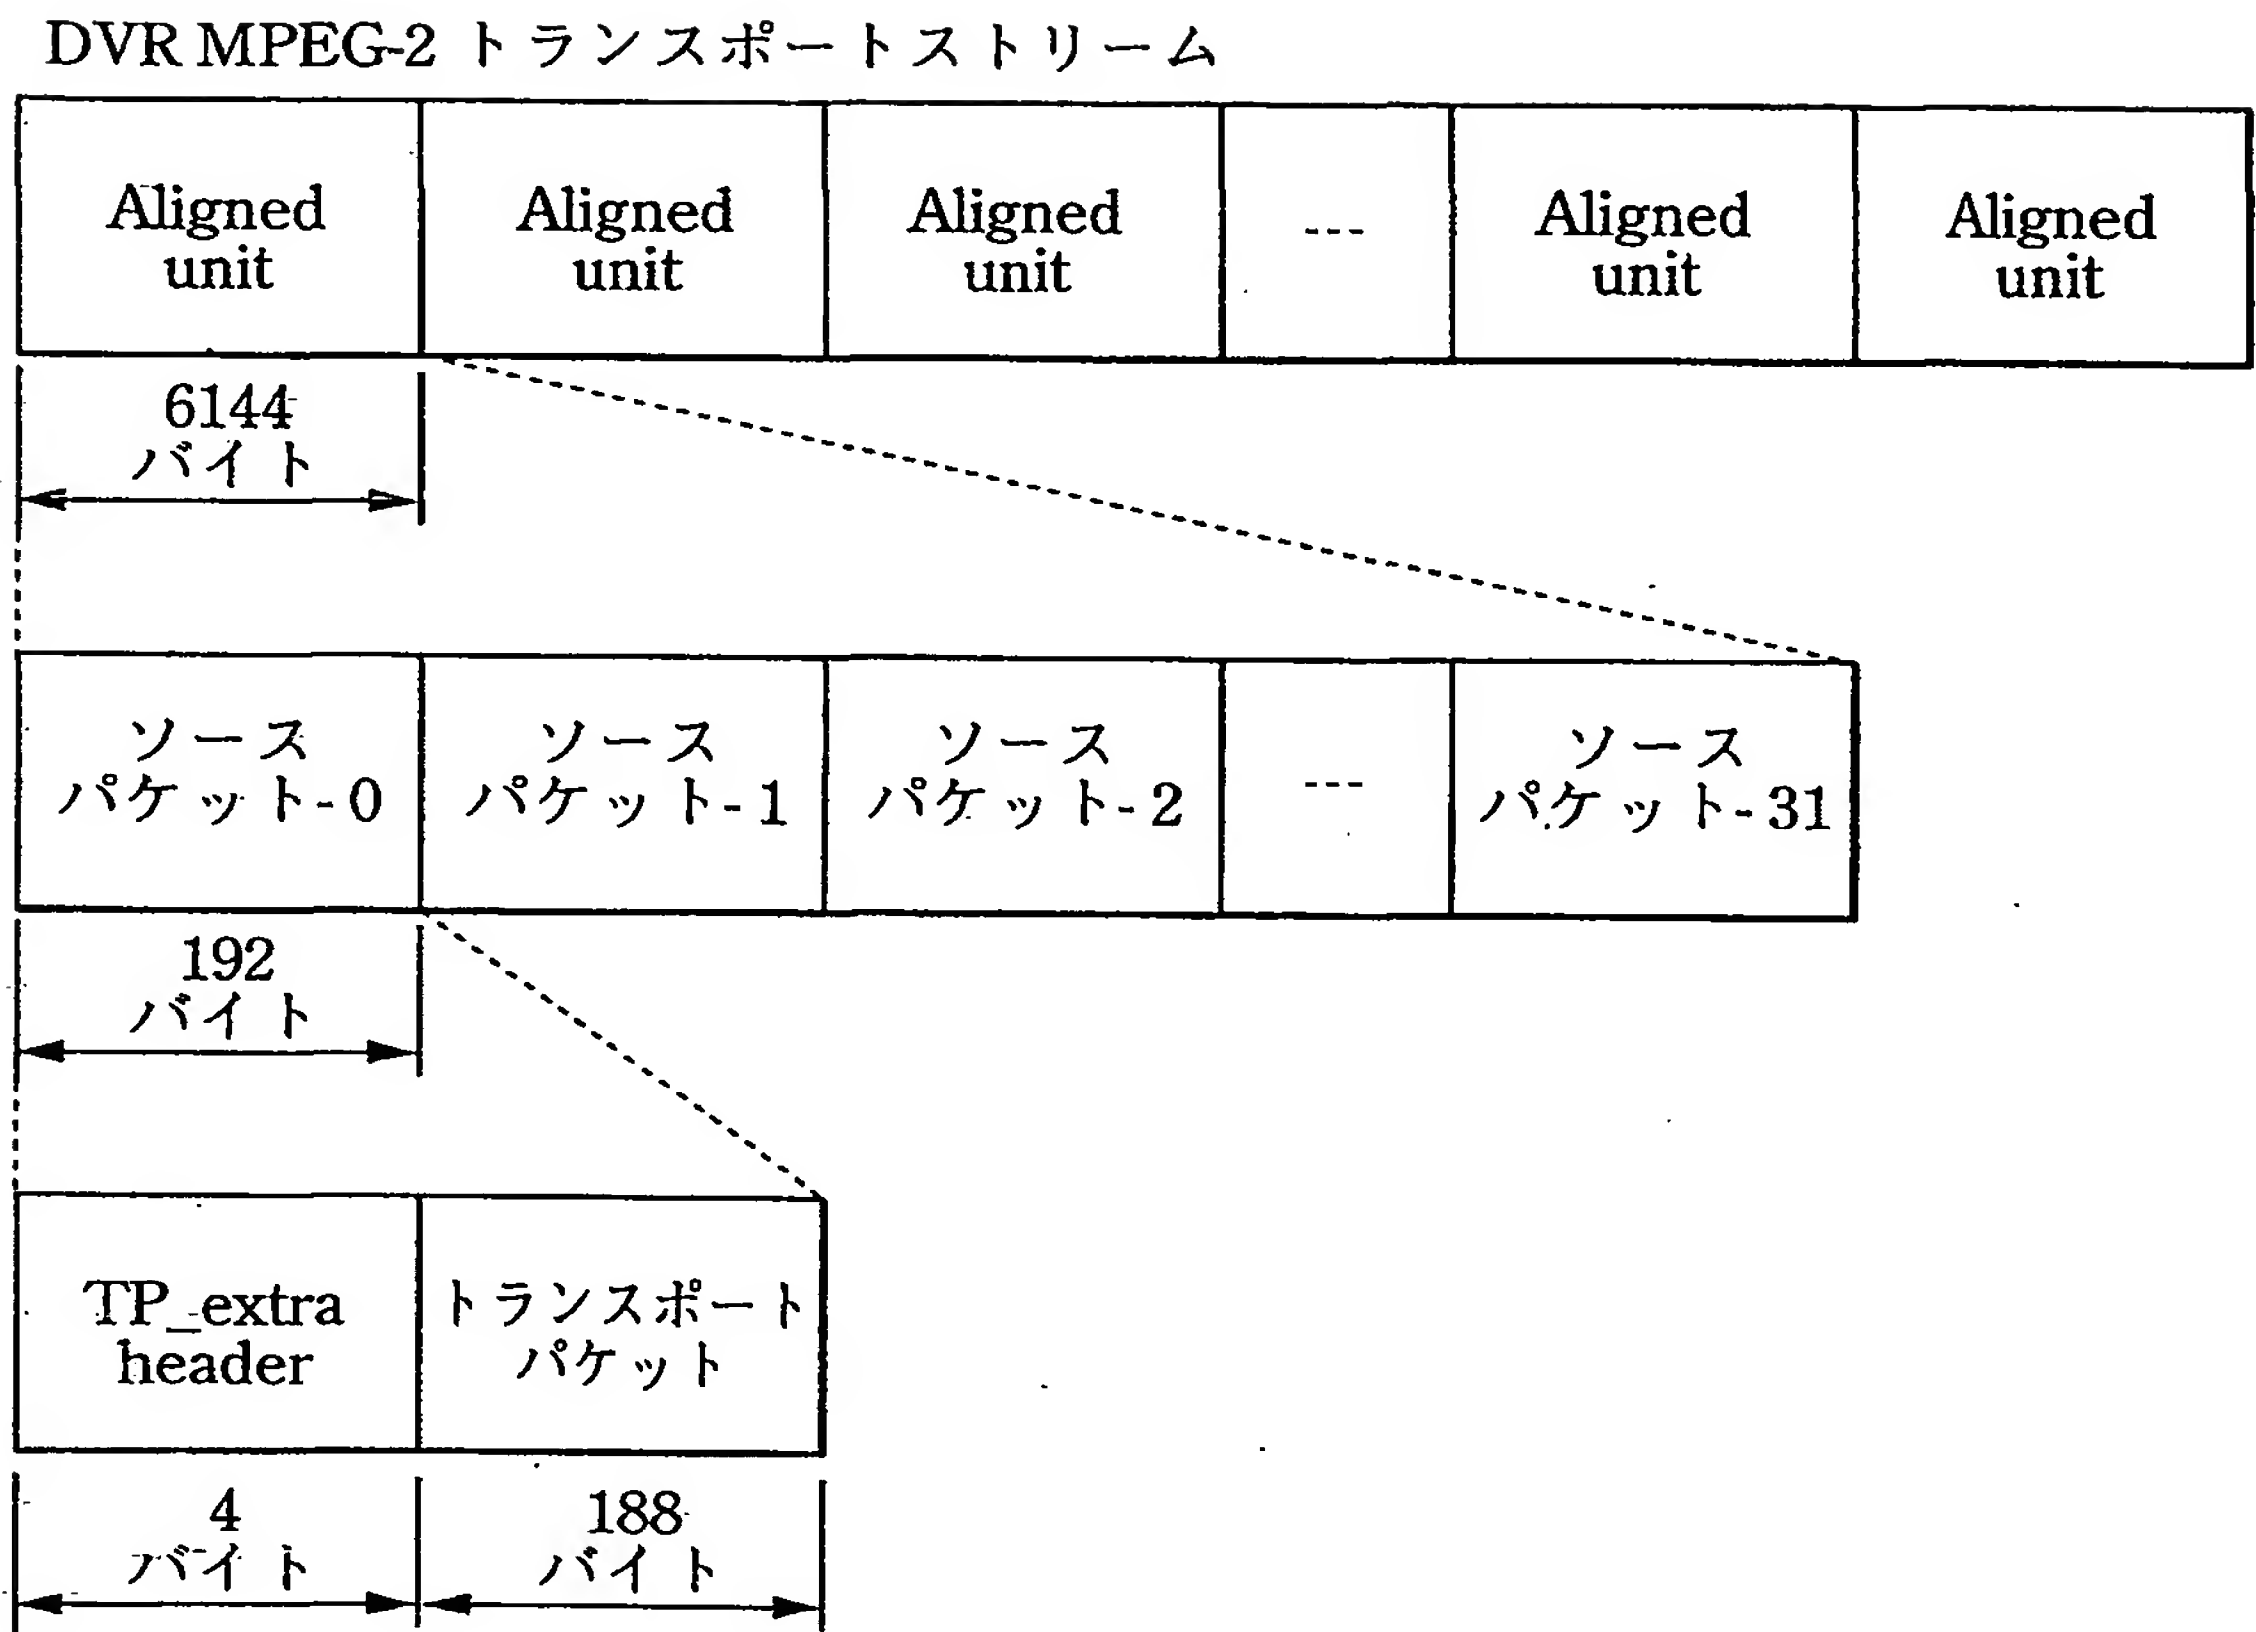 DVR MPEG-2 トランスポートストリーム
Aligned
unit
Aligned
unit
Aligned
unit
---
Aligned
unit
Aligned
unit
6144
バイト
ソース
パケット-0
ソース
パケット-1
ソース
パケット-2
---
ソース
パケット-31
192
バイト
TP_extra
header
トランスポート
パケット
4
バイト
188
バイト